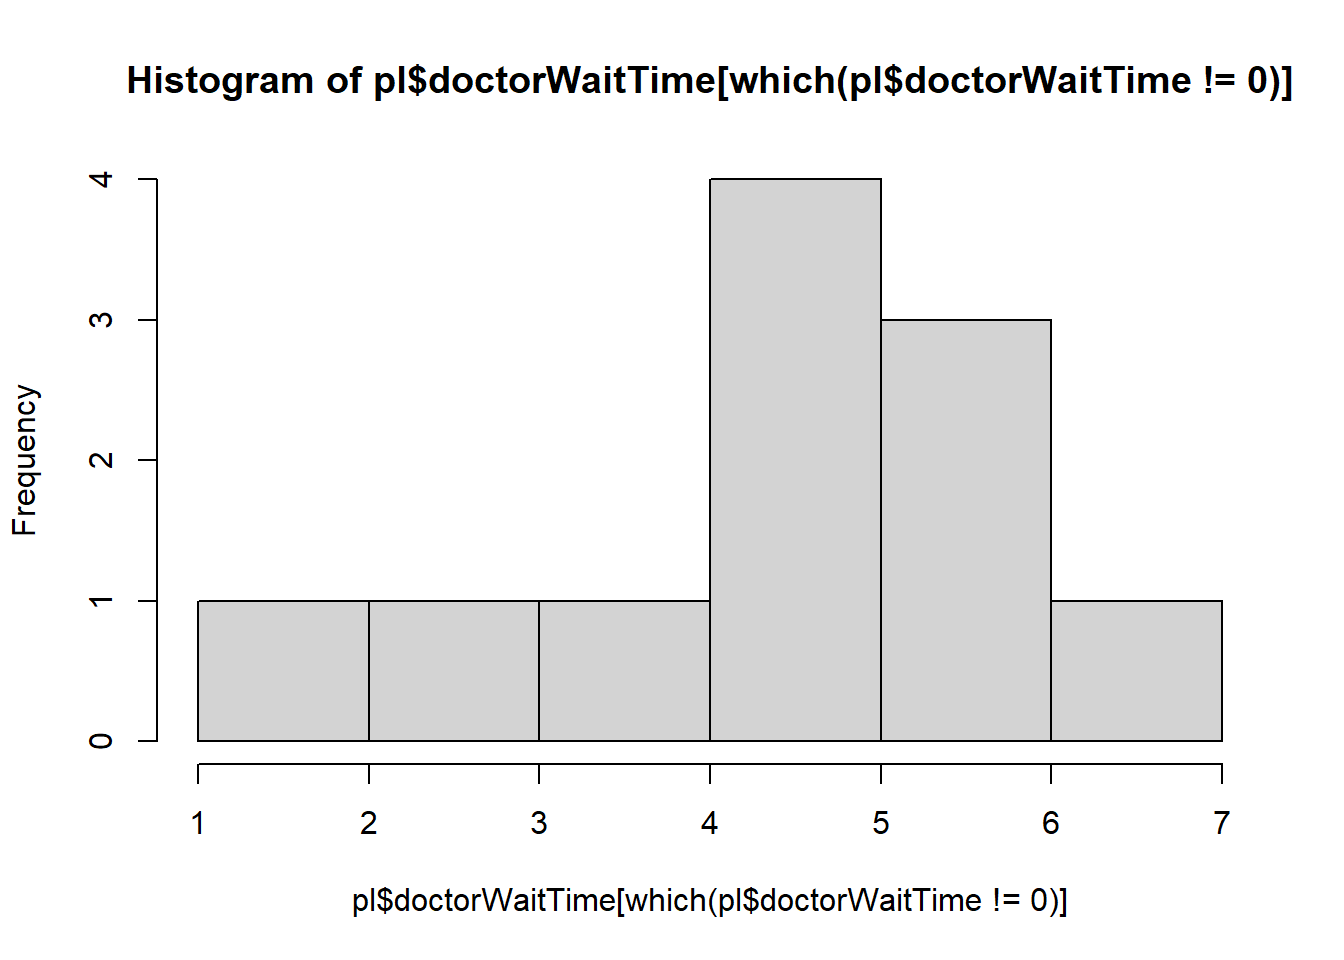 Histogram of pl$doctorWaitTime[which(pl$doctorWaitTime != 0)]
Frequency
4
3
2
1
0
1 2 3 4 5 6 7
pl$doctorWaitTime[which(pl$doctorWaitTime != 0)]